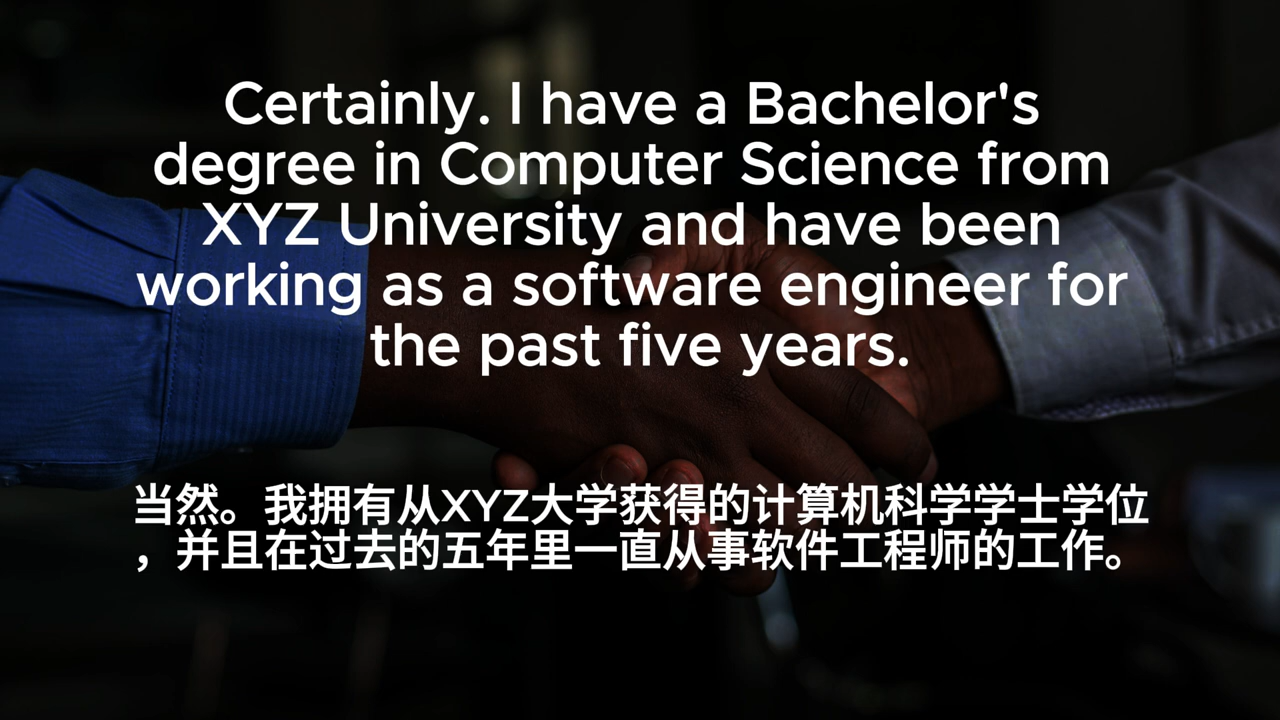 Certainly. I have a Bachelor's
degree in Computer Science from
XYZ University and have been
working as a software engineer for
the past five years.
当然。我拥有从XYZ大学获得的计算机科学学士学位
，并且在过去的五年里一直从事软件工程师的工作。